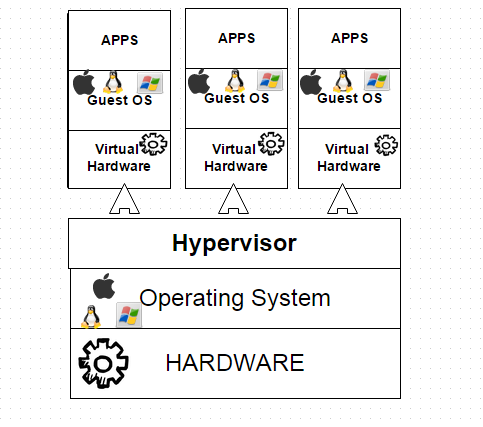 APPS
Guest OS
Virtual
Hardware
APPS
Guest OS
Virtual
Hardware
APPS
Guest OS
Virtual
Hardware
Hypervisor
Operating System
HARDWARE